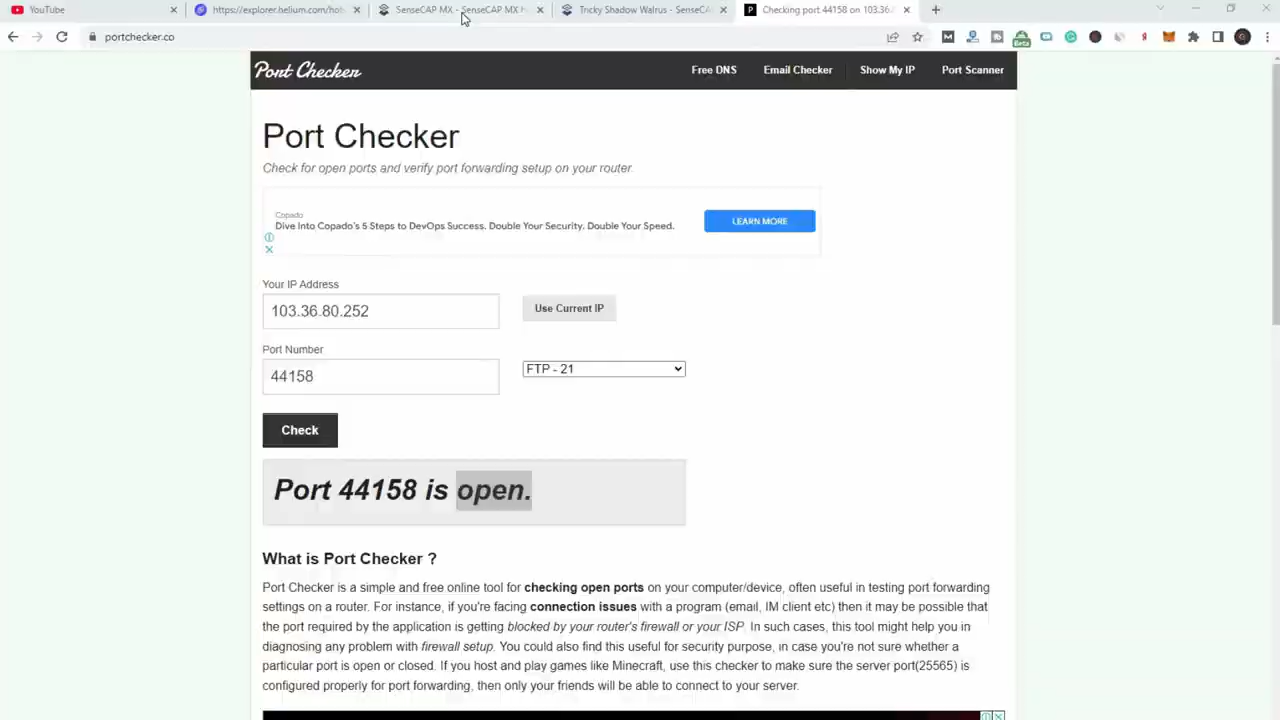 YouTube
https://explorer.helium.com/hot
SenseCAP MX - SenseCAP MX H
Tricky Shadow Walrus - SenseCA
Checking port 44158 on 103.36.
portchecker.co
Beta
Port Checker
Free DNS
Email Checker
Show My IP
Port Scanner
Port Checker
Check for open ports and verify port forwarding setup on your router.
Copado
Dive Into Copado's 5 Steps to DevOps Success. Double Your Security. Double Your Speed.
LEARN MORE
Your IP Address
103.36.80.252
Use Current IP
Port Number
44158
FTP - 21
Check
Port 44158 is open.
What is Port Checker ?
Port Checker is a simple and free online tool for checking open ports on your computer/device, often useful in testing port forwarding
settings on a router. For instance, if you're facing connection issues with a program (email, IM client etc) then it may be possible that
the port required by the application is getting blocked by your router's firewall or your ISP. In such cases, this tool might help you in
diagnosing any problem with firewall setup. You could also find this useful for security purpose, in case you're not sure whether a
particular port is open or closed. If you host and play games like Minecraft, use this checker to make sure the server port(25565) is
configured properly for port forwarding, then only your friends will be able to connect to your server.